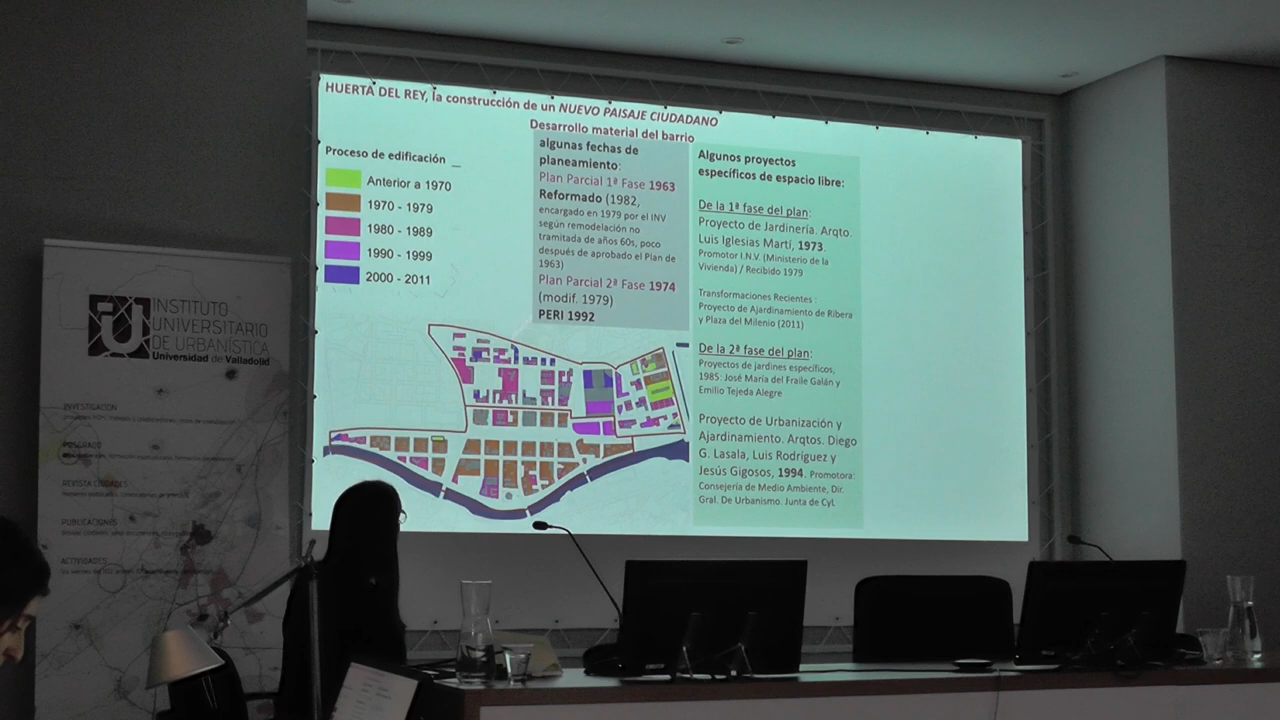 HUERTA DEL REY, la construcción de un NUEVO PAISAJE CIUDADANO
Desarrollo material del barrio
Proceso de edificación
Anterior a 1970
1970 - 1979
1980 - 1989
1990 - 1999
2000 - 2011
algunas fechas de
planeamiento:
Plan Parcial 1ª Fase 1963
Reformado (1982,
encargado en 1979 por el INV
según remodelación no
tramitada de años 60s, poco
después de aprobado el Plan de
1963)
Plan Parcial 2ª Fase 1974
(modif. 1979)
PERI 1992
Algunos proyectos
específicos de espacio libre:
De la 1ª fase del plan:
Proyecto de Jardinería. Arqto.
Luis Iglesias Martí, 1973.
Promotor I.N.V. (Ministerio de la
Vivienda) / Recibido 1979
Transformaciones Recientes :
Proyecto de Ajardinamiento de Ribera
y Plaza del Milenio (2011)
De la 2ª fase del plan:
Proyectos de jardines específicos,
1985: José María del Fraile Galán y
Emilio Tejeda Alegre
Proyecto de Urbanización y
Ajardinamiento. Arqtos. Diego
G. Lasala, Luis Rodríguez y
Jesús Gigosos, 1994. Promotora:
Consejería de Medio Ambiente, Dir.
Gral. De Urbanismo. Junta de CyL
INSTITUTO
UNIVERSITARIO
DE URBANÍSTICA
Universidad de Valladolid
INVESTIGACIÓN
POSGRADO
REVISTA CIUDADES
PUBLICACIONES
ACTIVIDADES